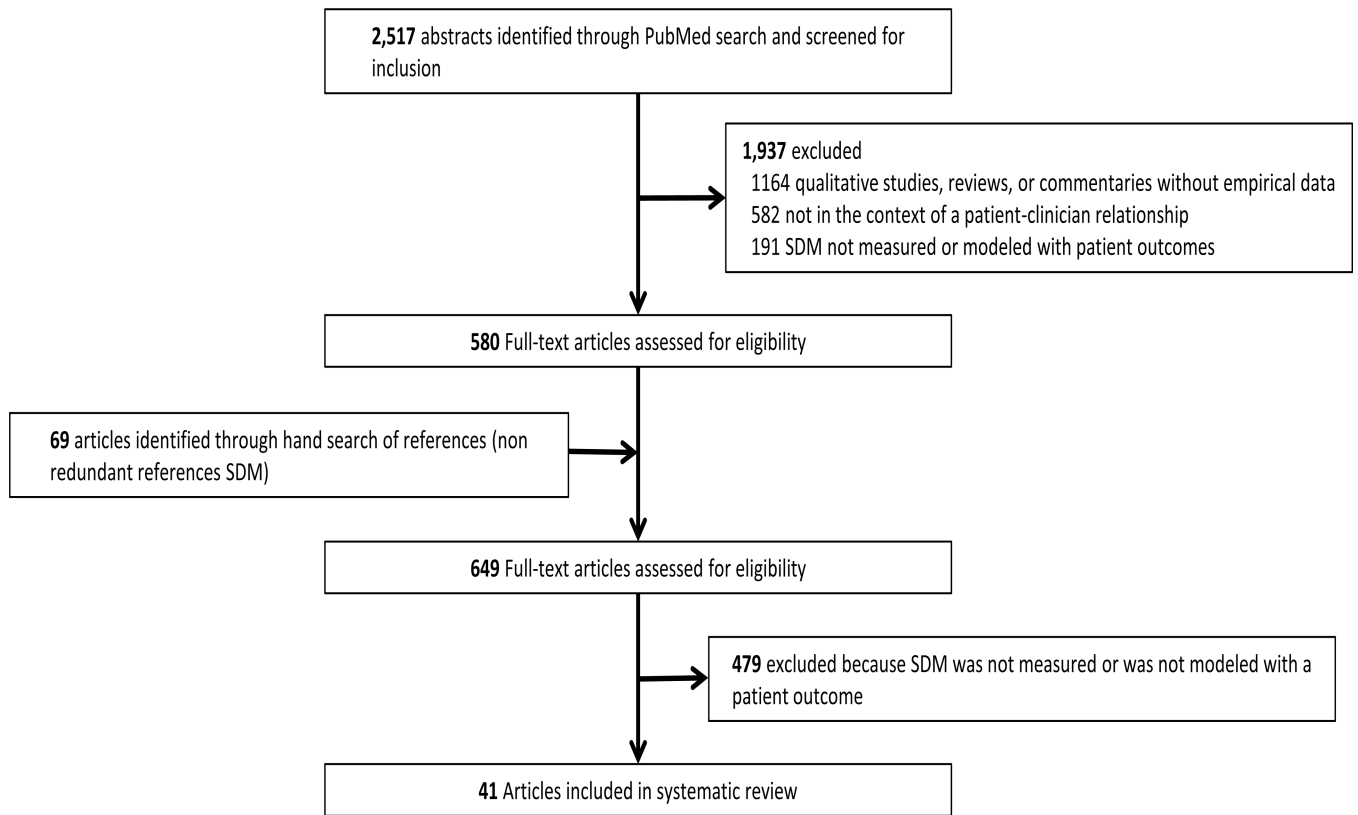 2,517 abstracts identified through PubMed search and screened for
inclusion
1,937 excluded
1164 qualitative studies, reviews, or commentaries without empirical data
582 not in the context of a patient-clinician relationship
191 SDM not measured or modeled with patient outcomes
580 Full-text articles assessed for eligibility
69 articles identified through hand search of references (non
redundant references SDM)
649 Full-text articles assessed for eligibility
479 excluded because SDM was not measured or was not modeled with a
patient outcome
41 Articles included in systematic review